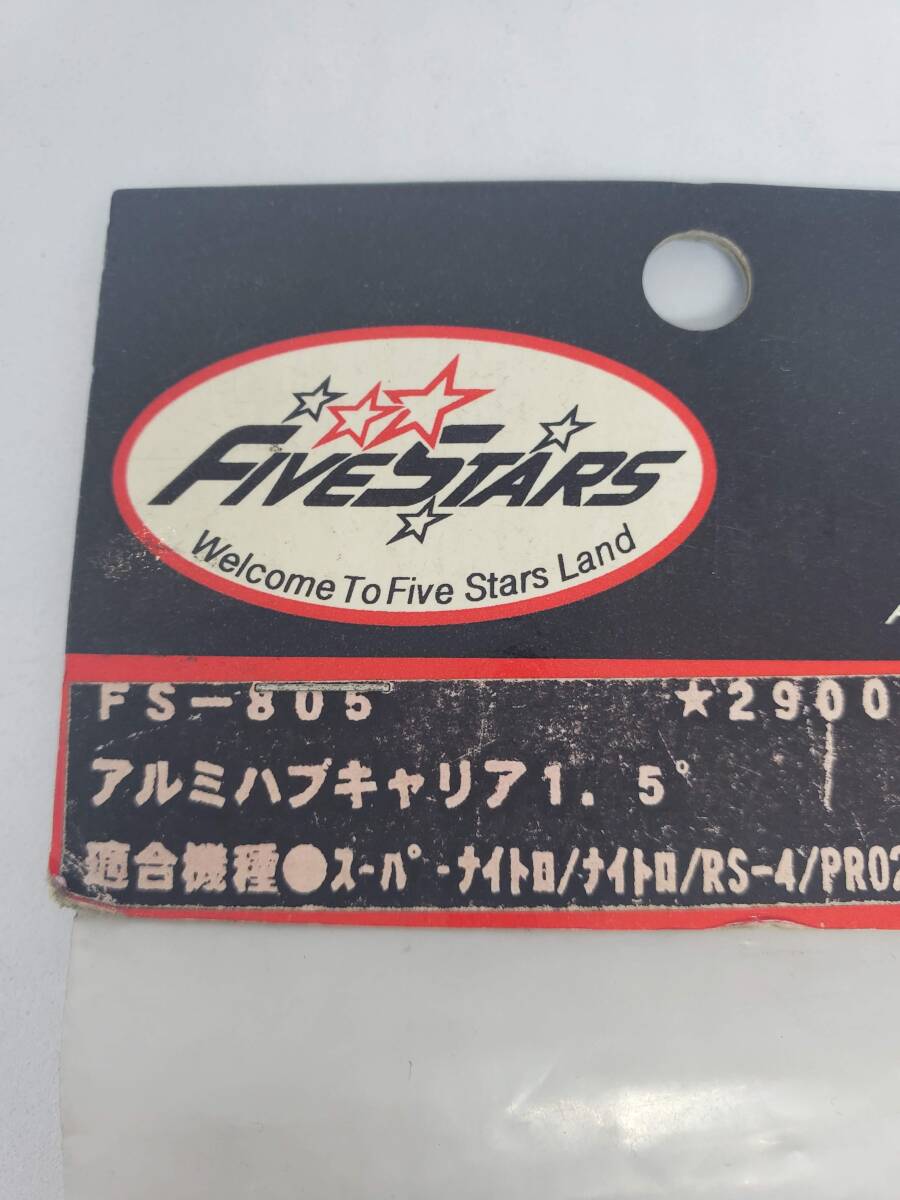 FIVESTARS
Welcome To Five Stars Land
FS-805 ★2900
アルミハブキャリア1.5°
適合機種●スーパーナイトロ/ナイトロ/RS-4/PRO2